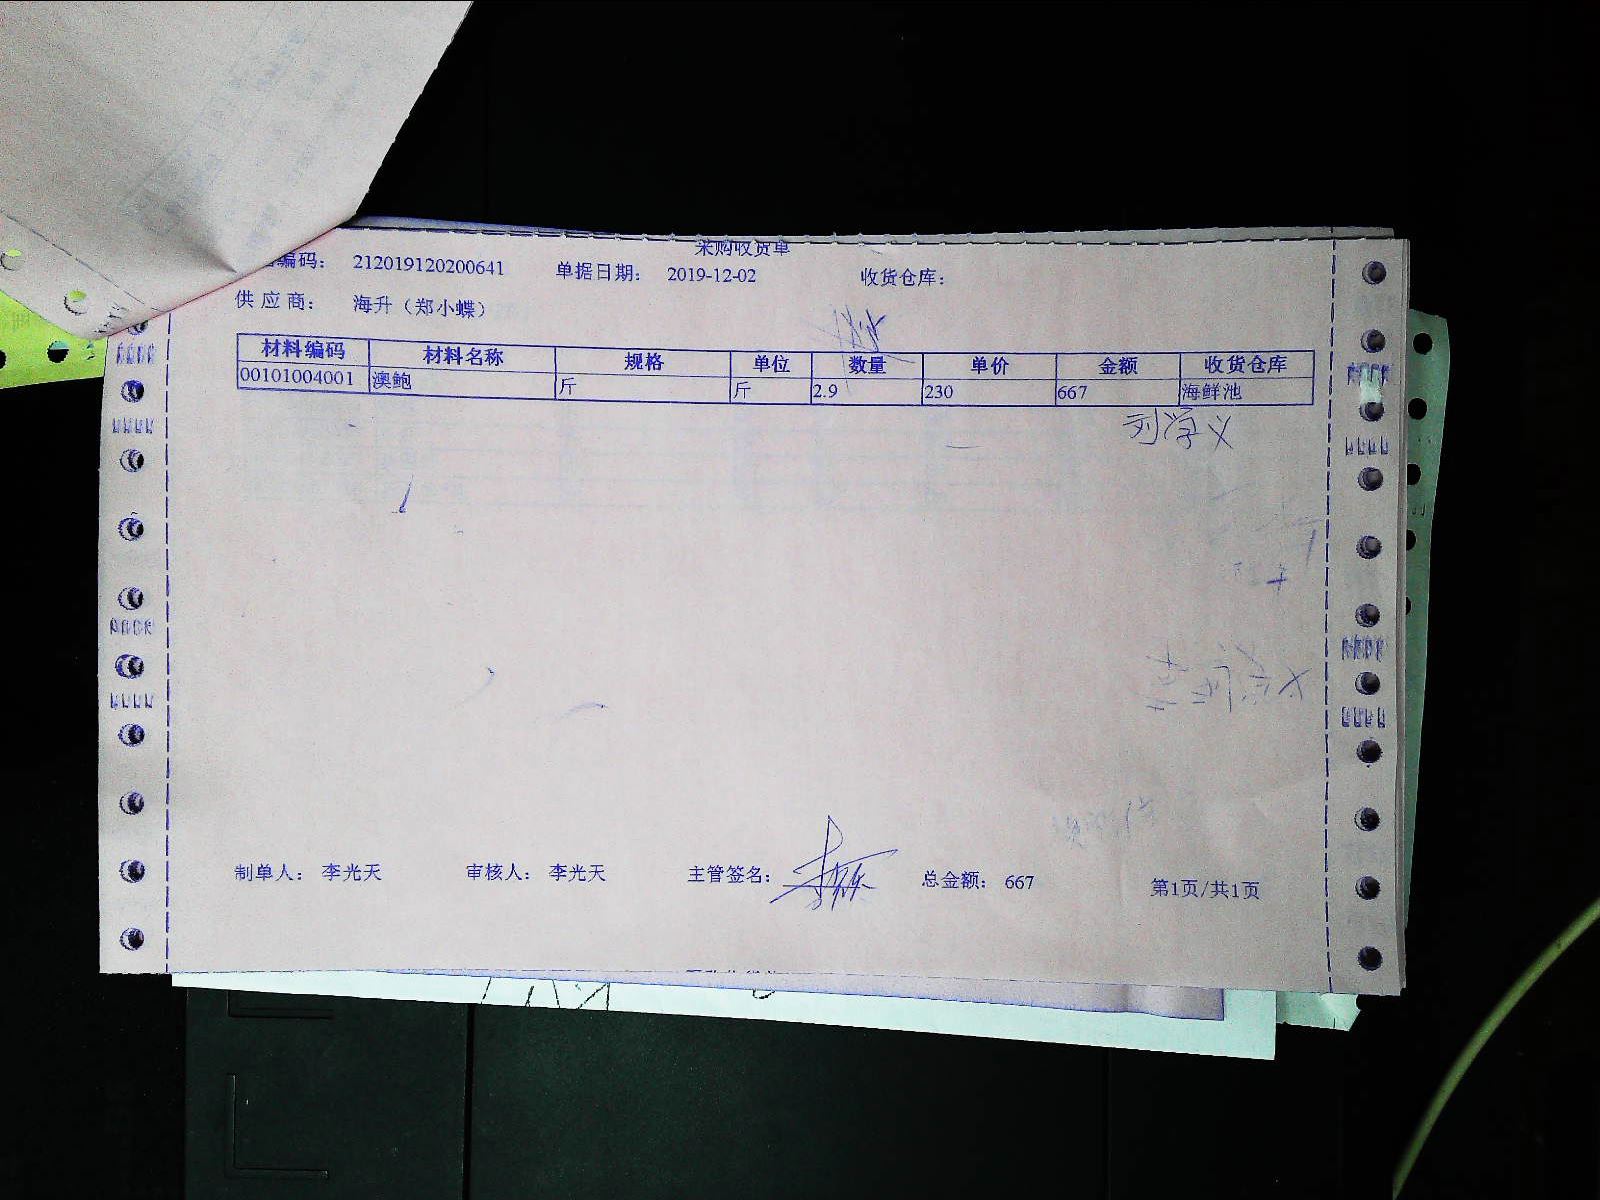 采购收货单
编码： 212019120200641 单据日期： 2019-12-02 收货仓库：
供应商： 海升（郑小蝶）
材料编码 材料名称 规格 单位 数量 单价 金额 收货仓库
00101004001 澳鲍 斤 斤 2.9 230 667 海鲜池
刘学义
制单人： 李光天 审核人： 李光天 主管签名： 总金额： 667 第1页/共1页